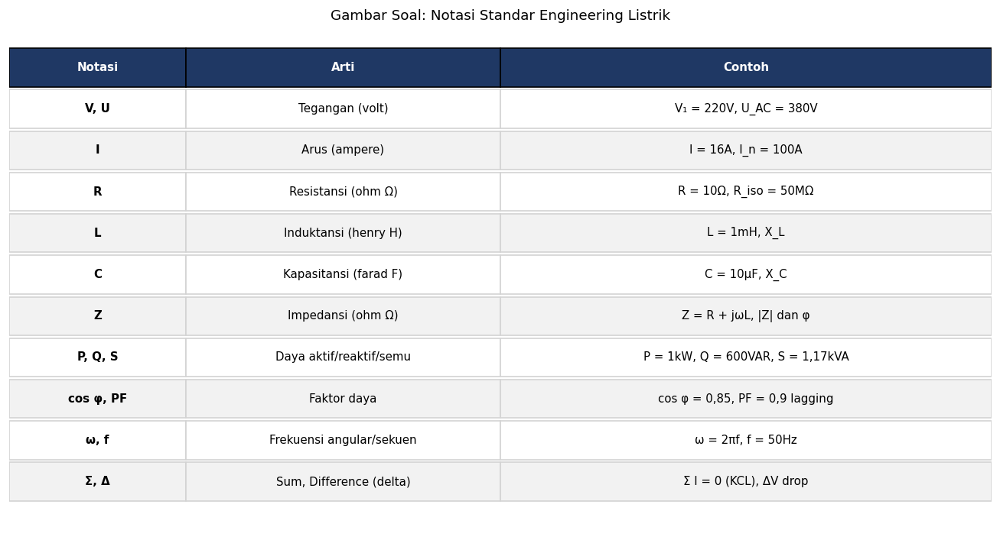 Gambar Soal: Notasi Standar Engineering Listrik
Notasi Arti Contoh
V, U Tegangan (volt) V₁ = 220V, U_AC = 380V
I Arus (ampere) I = 16A, I_n = 100A
R Resistansi (ohm Ω) R = 10Ω, R_iso = 50MΩ
L Induktansi (henry H) L = 1mH, X_L
C Kapasitansi (farad F) C = 10μF, X_C
Z Impedansi (ohm Ω) Z = R + jωL, |Z| dan φ
P, Q, S Daya aktif/reaktif/semu P = 1kW, Q = 600VAR, S = 1,17kVA
cos φ, PF Faktor daya cos φ = 0,85, PF = 0,9 lagging
ω, f Frekuensi angular/sekuen ω = 2πf, f = 50Hz
Σ, Δ Sum, Difference (delta) Σ I = 0 (KCL), ΔV drop